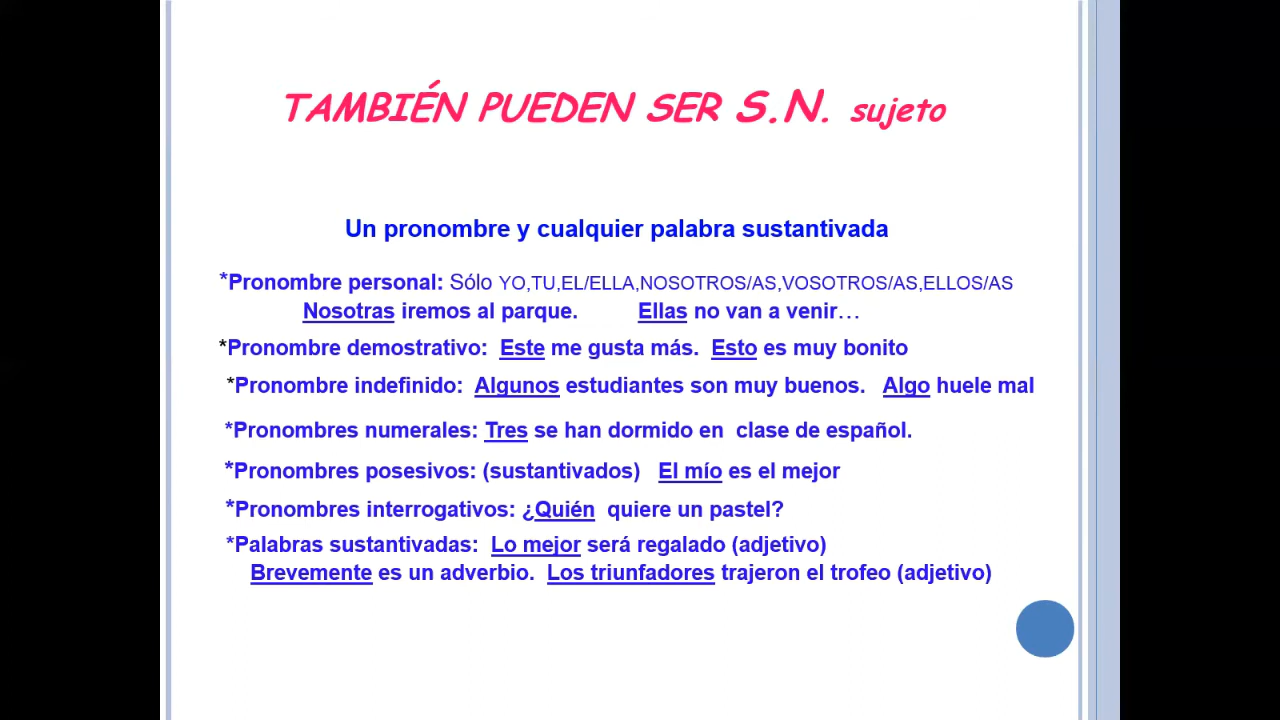 TAMBIÉN PUEDEN SER S.N. sujeto
Un pronombre y cualquier palabra sustantivada
*Pronombre personal: Sólo YO,TU,EL/ELLA,NOSOTROS/AS,VOSOTROS/AS,ELLOS/AS
Nosotras iremos al parque. Ellas no van a venir…
*Pronombre demostrativo: Este me gusta más. Esto es muy bonito
*Pronombre indefinido: Algunos estudiantes son muy buenos. Algo huele mal
*Pronombres numerales: Tres se han dormido en clase de español.
*Pronombres posesivos: (sustantivados) El mío es el mejor
*Pronombres interrogativos: ¿Quién quiere un pastel?
*Palabras sustantivadas: Lo mejor será regalado (adjetivo)
Brevemente es un adverbio. Los triunfadores trajeron el trofeo (adjetivo)